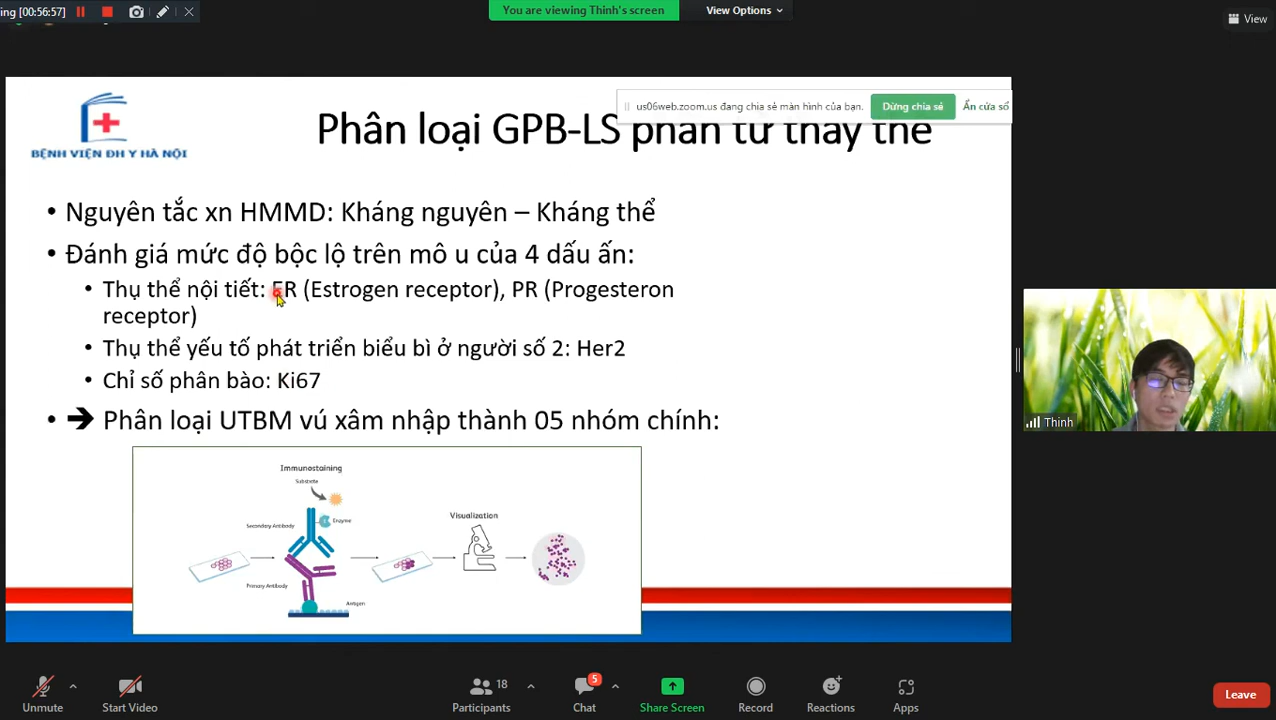 ing [00:56:57]
You are viewing Thinh's screen
View Options
View
us06web.zoom.us đang chia sẻ màn hình của bạn.
Dừng chia sẻ
Ẩn cửa sổ
BỆNH VIỆN ĐH Y HÀ NỘI
Phân loại GPB-LS phân tử thay thế
• Nguyên tắc xn HMMD: Kháng nguyên – Kháng thể
• Đánh giá mức độ bộc lộ trên mô u của 4 dấu ấn:
• Thụ thể nội tiết: ER (Estrogen receptor), PR (Progesteron
receptor)
• Thụ thể yếu tố phát triển biểu bì ở người số 2: Her2
• Chỉ số phân bào: Ki67
• ➔ Phân loại UTBM vú xâm nhập thành 05 nhóm chính:
Immunostaining
Substrate
Secondary Antibody
Enzyme
Visualization
Primary Antibody
Antigen
Thinh
Unmute
Start Video
18
Participants
5
Chat
Share Screen
Record
Reactions
Apps
Leave